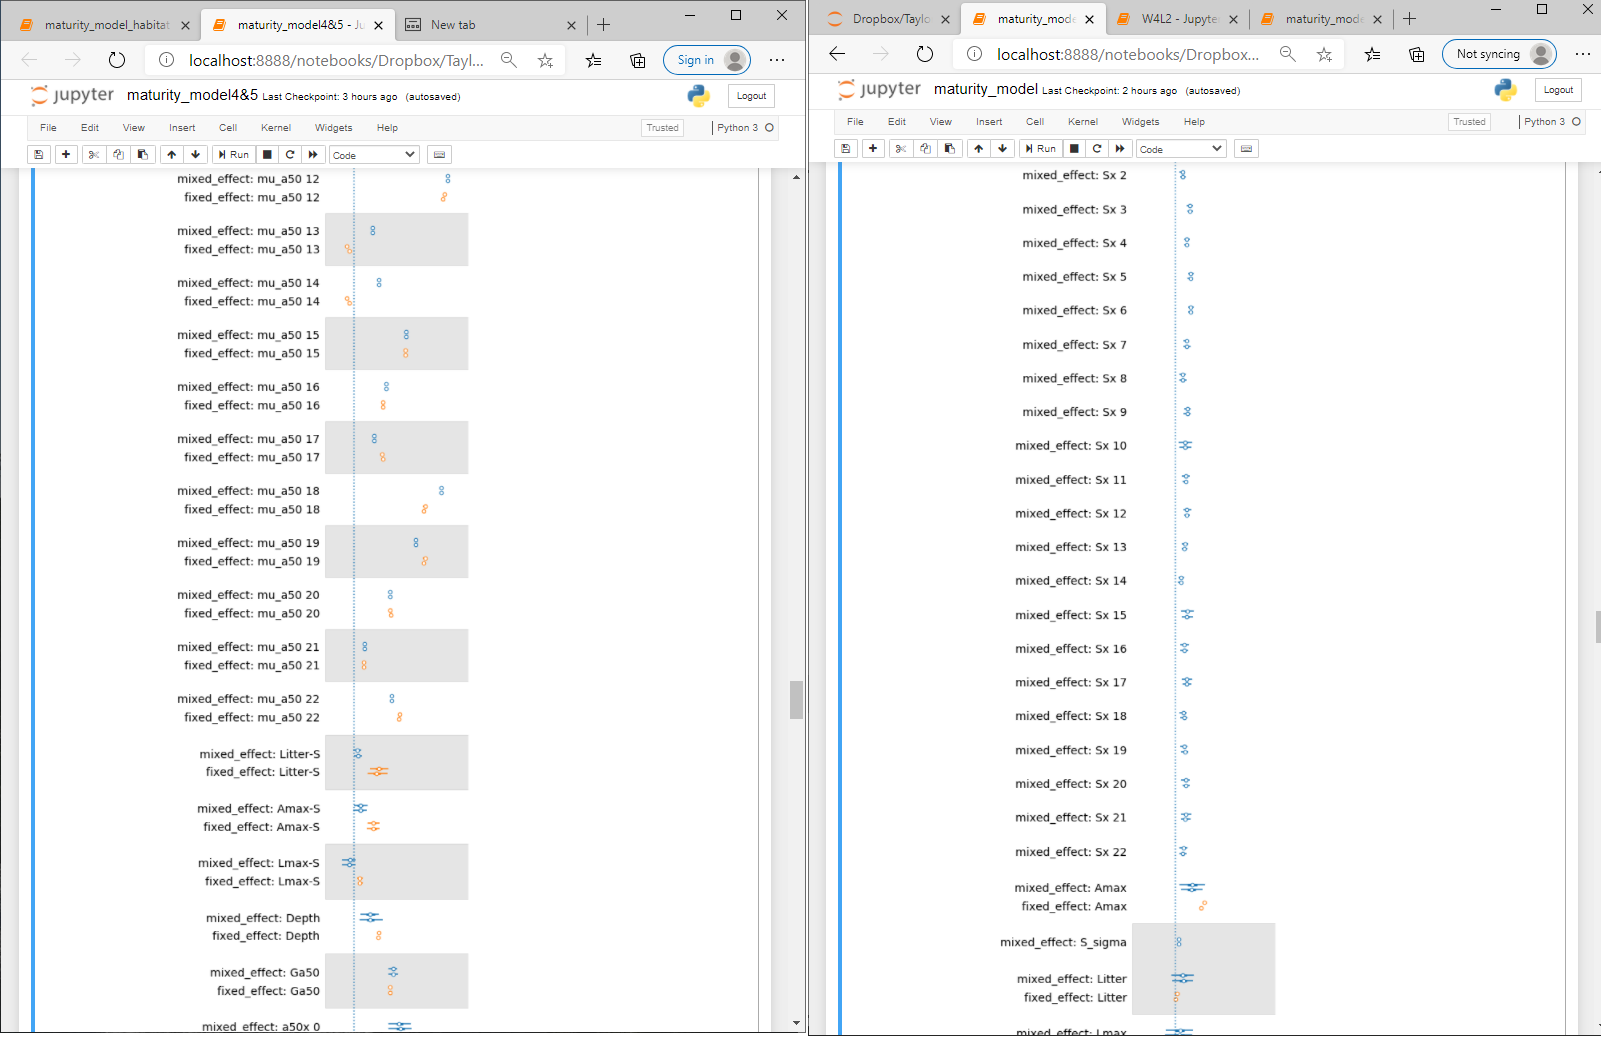 maturity_model_habitat
maturity_model4&5 - Ju
New tab
localhost:8888/notebooks/Dropbox/Tayl...
Sign in
jupyter maturity_model4&5 Last Checkpoint: 3 hours ago (autosaved)
Logout
File Edit View Insert Cell Kernel Widgets Help
Trusted
Python 3
Run
Code
mixed_effect: mu_a50 12
fixed_effect: mu_a50 12
mixed_effect: mu_a50 13
fixed_effect: mu_a50 13
mixed_effect: mu_a50 14
fixed_effect: mu_a50 14
mixed_effect: mu_a50 15
fixed_effect: mu_a50 15
mixed_effect: mu_a50 16
fixed_effect: mu_a50 16
mixed_effect: mu_a50 17
fixed_effect: mu_a50 17
mixed_effect: mu_a50 18
fixed_effect: mu_a50 18
mixed_effect: mu_a50 19
fixed_effect: mu_a50 19
mixed_effect: mu_a50 20
fixed_effect: mu_a50 20
mixed_effect: mu_a50 21
fixed_effect: mu_a50 21
mixed_effect: mu_a50 22
fixed_effect: mu_a50 22
mixed_effect: Litter-S
fixed_effect: Litter-S
mixed_effect: Amax-S
fixed_effect: Amax-S
mixed_effect: Lmax-S
fixed_effect: Lmax-S
mixed_effect: Depth
fixed_effect: Depth
mixed_effect: Ga50
fixed_effect: Ga50
mixed_effect: a50x 0
Dropbox/Taylo
maturity_mode
W4L2 - Jupyte
maturity_mode
localhost:8888/notebooks/Dropbox...
Not syncing
jupyter maturity_model Last Checkpoint: 2 hours ago (autosaved)
Logout
File Edit View Insert Cell Kernel Widgets Help
Trusted
Python 3
Run
Code
mixed_effect: Sx 2
mixed_effect: Sx 3
mixed_effect: Sx 4
mixed_effect: Sx 5
mixed_effect: Sx 6
mixed_effect: Sx 7
mixed_effect: Sx 8
mixed_effect: Sx 9
mixed_effect: Sx 10
mixed_effect: Sx 11
mixed_effect: Sx 12
mixed_effect: Sx 13
mixed_effect: Sx 14
mixed_effect: Sx 15
mixed_effect: Sx 16
mixed_effect: Sx 17
mixed_effect: Sx 18
mixed_effect: Sx 19
mixed_effect: Sx 20
mixed_effect: Sx 21
mixed_effect: Sx 22
mixed_effect: Amax
fixed_effect: Amax
mixed_effect: S_sigma
mixed_effect: Litter
fixed_effect: Litter
mixed_effect: Lmax